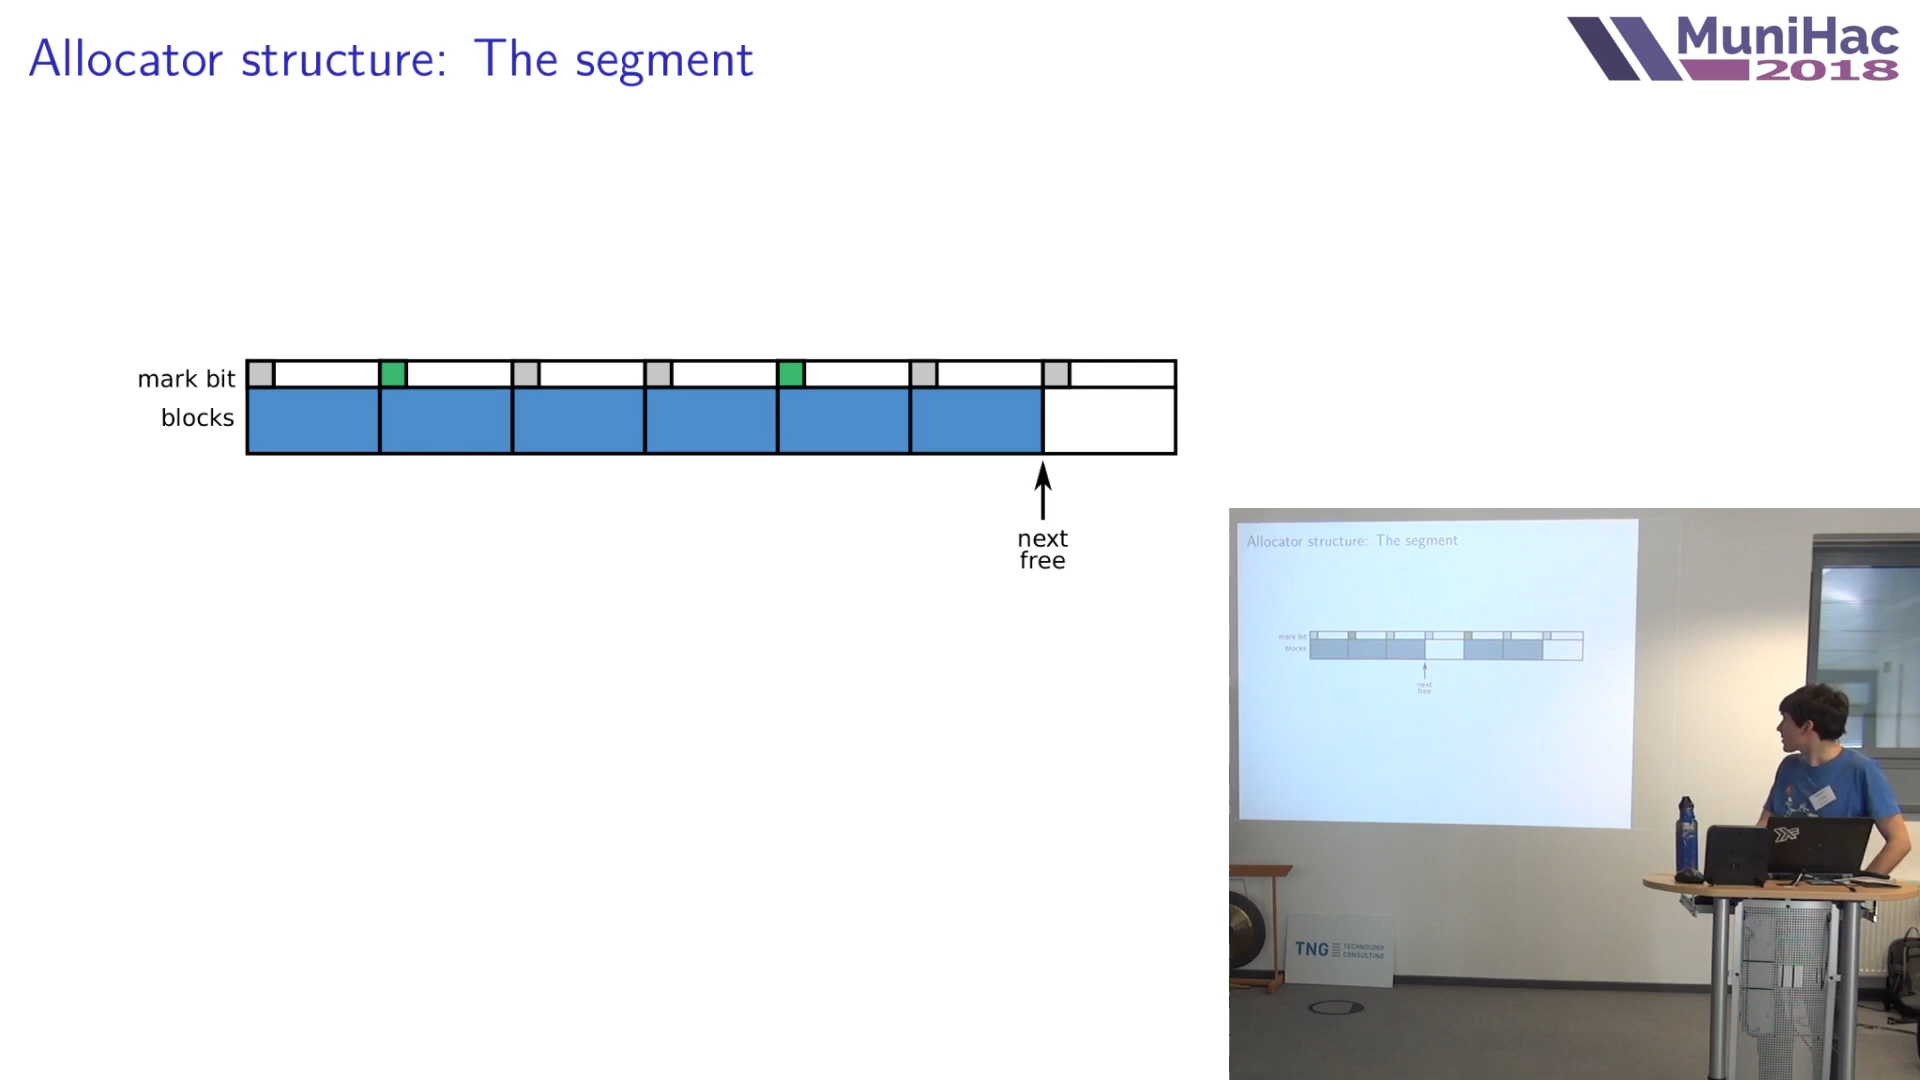 Allocator structure: The segment
MuniHac
2018
mark bit
blocks
next
free
Allocator structure: The segment
mark bit
blocks
next
free
TNG TECHNOLOGY
CONSULTING